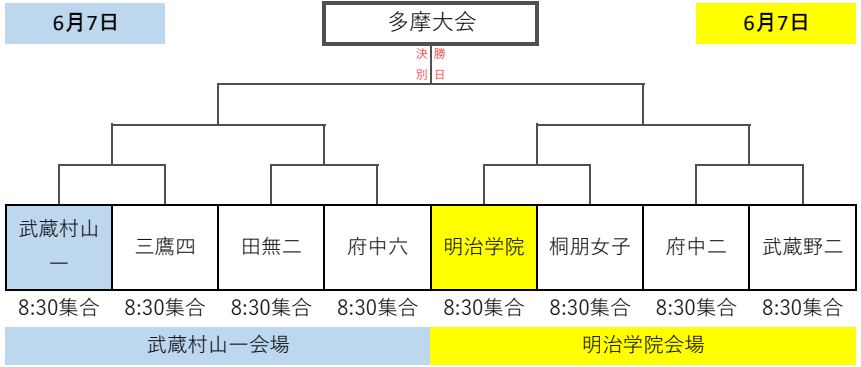 6月7日
多摩大会
6月7日
決勝
別日
武蔵村山
一
三鷹四
田無二
府中六
明治学院
桐朋女子
府中二
武蔵野二
8:30集合
8:30集合
8:30集合
8:30集合
8:30集合
8:30集合
8:30集合
8:30集合
武蔵村山一会場
明治学院会場